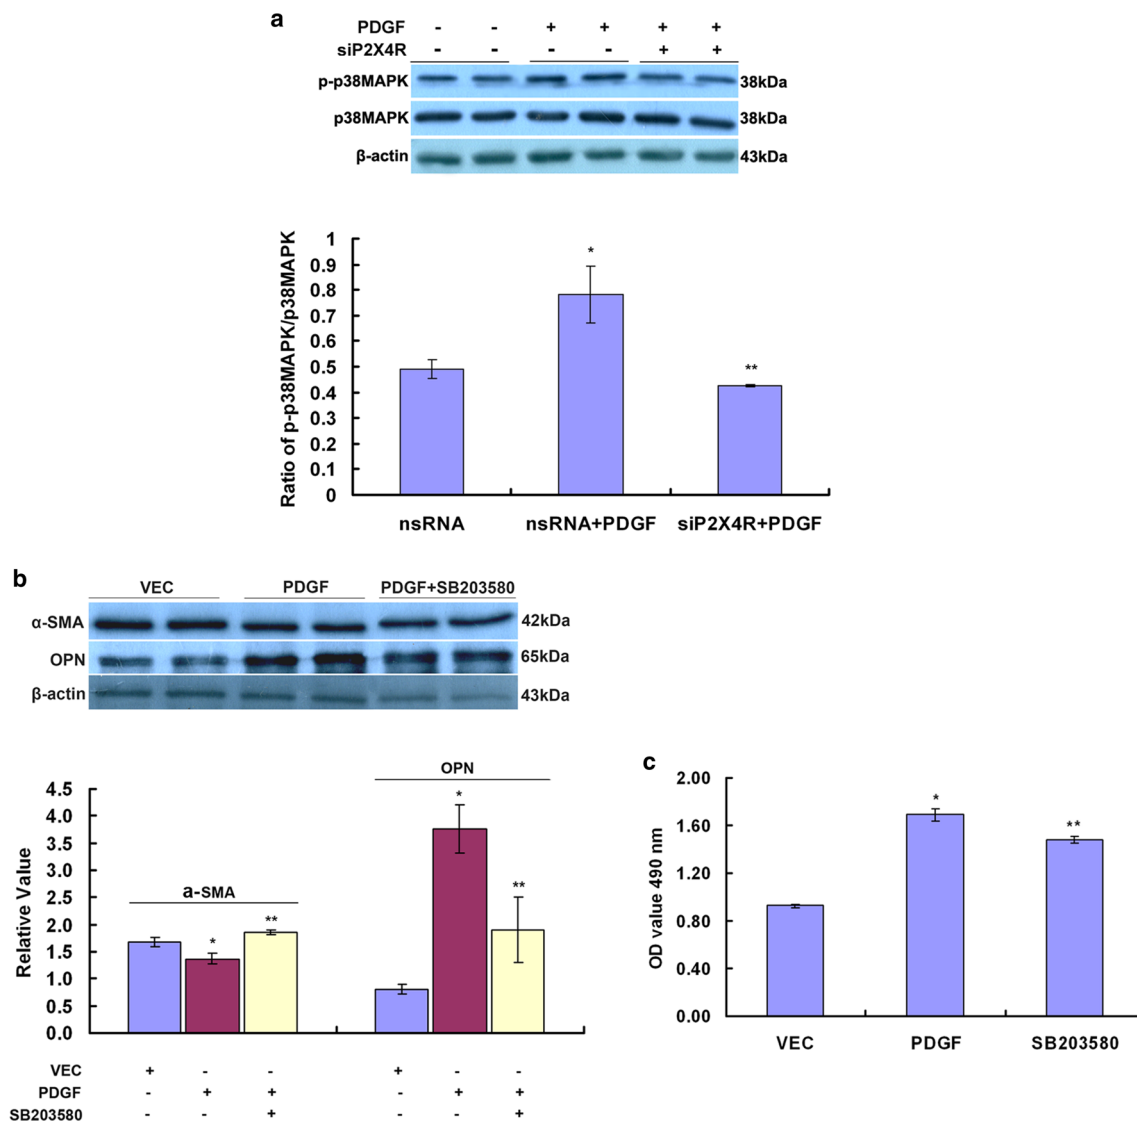 a
PDGF - - + + + +
siP2X4R - - - - + +
p-p38MAPK 38kDa
p38MAPK 38kDa
β-actin 43kDa
Ratio of p-p38MAPK/p38MAPK
1
0.9
0.8
0.7
0.6
0.5
0.4
0.3
0.2
0.1
0
*
**
nsRNA nsRNA+PDGF siP2X4R+PDGF
b
VEC PDGF PDGF+SB203580
α-SMA 42kDa
OPN 65kDa
β-actin 43kDa
Relative Value
4.5
4.0
3.5
3.0
2.5
2.0
1.5
1.0
0.5
0.0
a-SMA
*
**
OPN
*
**
VEC + - - + - -
PDGF - + + - + +
SB203580 - - + - - +
c
OD value 490 nm
2.00
1.60
1.20
0.80
0.40
0.00
*
**
VEC PDGF SB203580